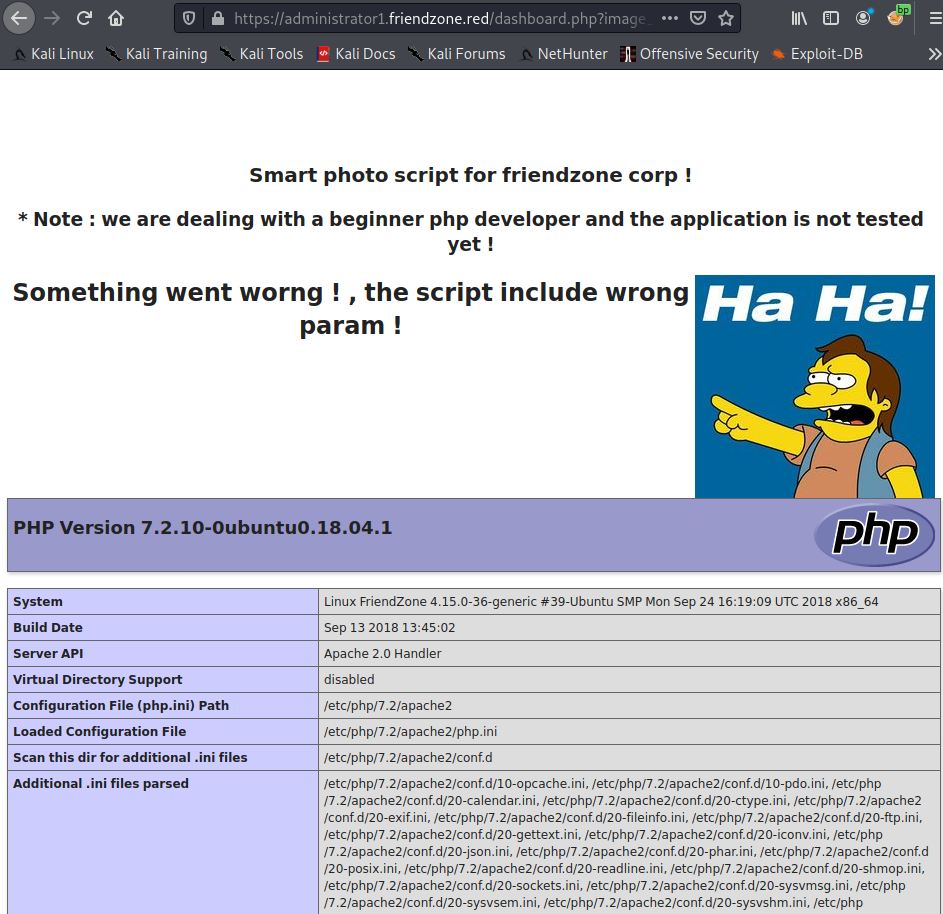 https://administrator1.friendzone.red/dashboard.php?image_
bp
Kali Linux Kali Training Kali Tools Kali Docs Kali Forums NetHunter Offensive Security Exploit-DB
Smart photo script for friendzone corp !
* Note : we are dealing with a beginner php developer and the application is not tested
yet !
Something went worng ! , the script include wrong
param !
Ha Ha!
PHP Version 7.2.10-0ubuntu0.18.04.1
php
System Linux FriendZone 4.15.0-36-generic #39-Ubuntu SMP Mon Sep 24 16:19:09 UTC 2018 x86_64
Build Date Sep 13 2018 13:45:02
Server API Apache 2.0 Handler
Virtual Directory Support disabled
Configuration File (php.ini) Path /etc/php/7.2/apache2
Loaded Configuration File /etc/php/7.2/apache2/php.ini
Scan this dir for additional .ini files /etc/php/7.2/apache2/conf.d
Additional .ini files parsed /etc/php/7.2/apache2/conf.d/10-opcache.ini, /etc/php/7.2/apache2/conf.d/10-pdo.ini, /etc/php
/7.2/apache2/conf.d/20-calendar.ini, /etc/php/7.2/apache2/conf.d/20-ctype.ini, /etc/php/7.2/apache2
/conf.d/20-exif.ini, /etc/php/7.2/apache2/conf.d/20-fileinfo.ini, /etc/php/7.2/apache2/conf.d/20-ftp.ini,
/etc/php/7.2/apache2/conf.d/20-gettext.ini, /etc/php/7.2/apache2/conf.d/20-iconv.ini, /etc/php
/7.2/apache2/conf.d/20-json.ini, /etc/php/7.2/apache2/conf.d/20-phar.ini, /etc/php/7.2/apache2/conf.d
/20-posix.ini, /etc/php/7.2/apache2/conf.d/20-readline.ini, /etc/php/7.2/apache2/conf.d/20-shmop.ini,
/etc/php/7.2/apache2/conf.d/20-sockets.ini, /etc/php/7.2/apache2/conf.d/20-sysvmsg.ini, /etc/php
/7.2/apache2/conf.d/20-sysvsem.ini, /etc/php/7.2/apache2/conf.d/20-sysvshm.ini, /etc/php